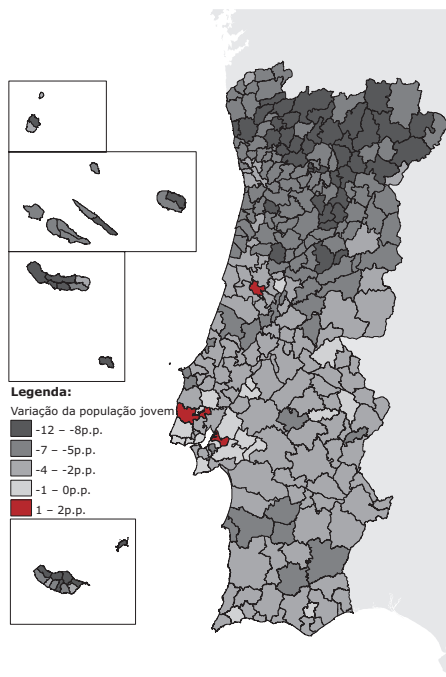 Legenda:
Variação da população jovem
-12 – -8p.p.
-7 – -5p.p.
-4 – -2p.p.
-1 – 0p.p.
1 – 2p.p.